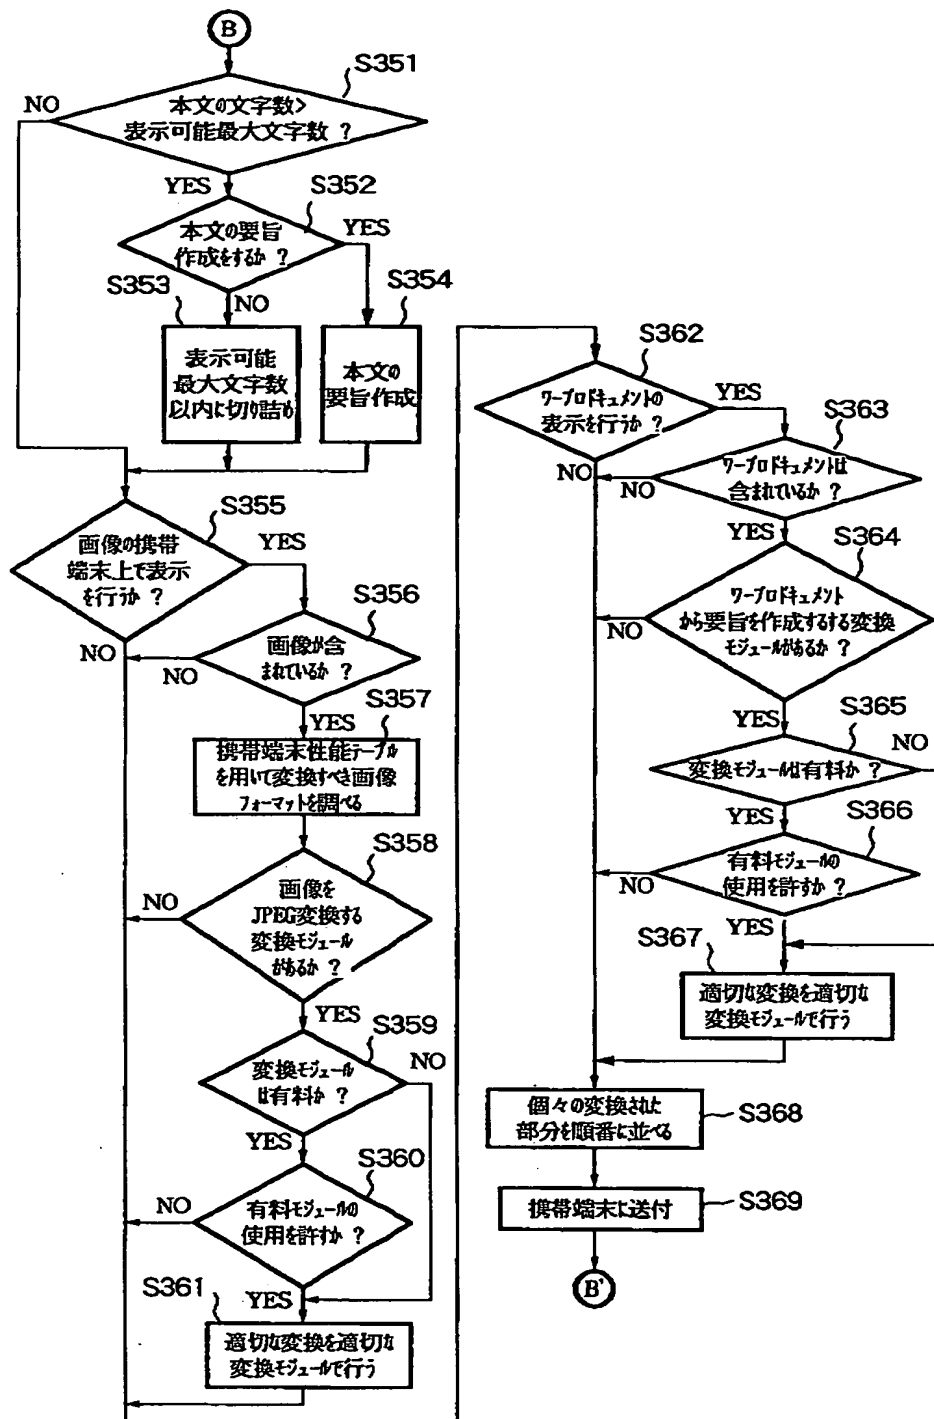 B
S351
NO
本文の文字数>
表示可能最大文字数 ?
YES
S352
YES
本文の要旨
作成をするか ?
S353
NO
S354
表示可能
最大文字数
以内に切り詰め
本文の
要旨作成
S355
YES
画像の携帯
端末上で表示
を行うか ?
S356
NO
画像が含
まれているか ?
NO
YES
S357
携帯端末性能テーブル
を用いて変換すべき画像
フォーマットを調べる
S358
NO
画像を
JPEG変換する
変換モジュール
があるか ?
YES
S359
NO
変換モジュール
は有料か ?
YES
S360
NO
有料モジュールの
使用を許すか ?
S361
YES
適切な変換を適切な
変換モジュールで行う
S362
YES
ワープロドキュメントの
表示を行うか ?
S363
NO
NO
ワープロドキュメントは
含まれているか ?
YES
S364
NO
ワープロドキュメント
から要旨を作成するする変換
モジュールがあるか ?
YES
S365
NO
変換モジュールは有料か ?
YES
S366
NO
有料モジュールの
使用を許すか ?
YES
S367
適切な変換を適切な
変換モジュールで行う
個々の変換された
部分を順番に並べる
S368
携帯端末に送付
S369
B'